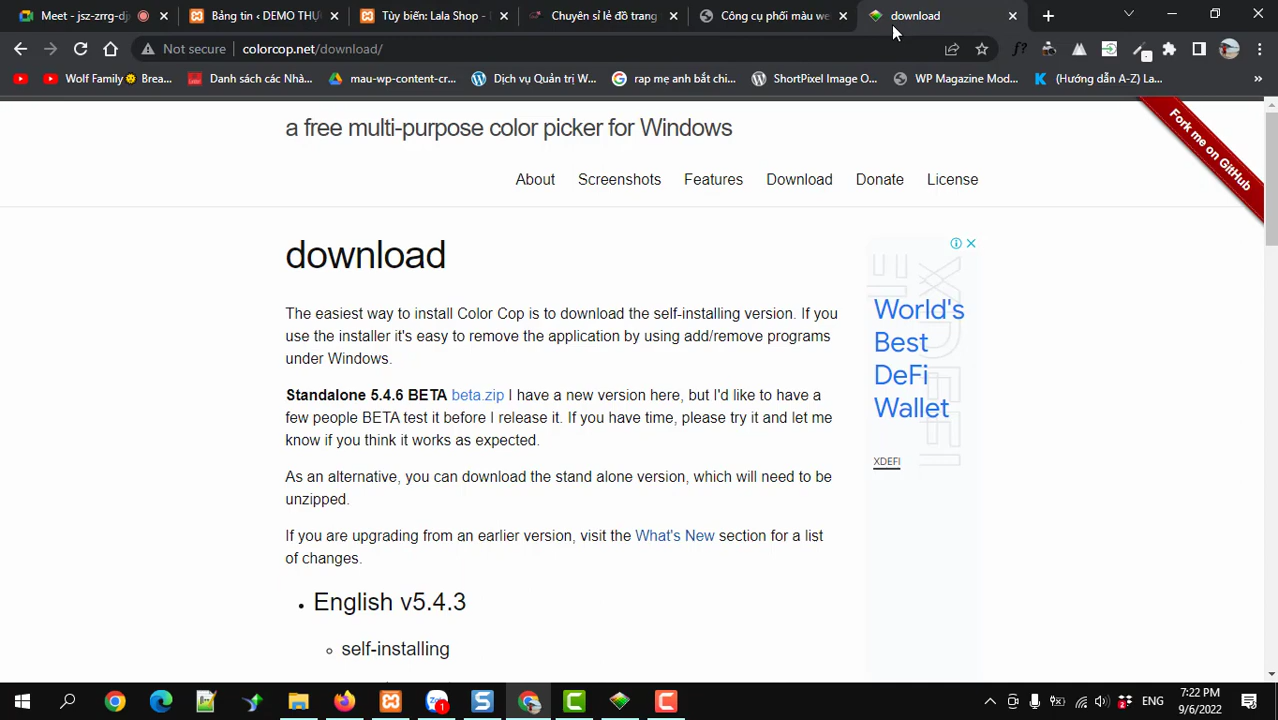 Meet - jsz-zrrg-dj
Bảng tin ‹ DEMO THỰ
Tùy biến: Lala Shop - D
Chuyên sỉ lẻ đồ trang
Công cụ phối màu we
download
Not secure
colorcop.net/download/
Wolf Family Brea...
Danh sách các Nhà...
mau-wp-content-cr...
Dịch vụ Quản trị W...
rap mẹ anh bắt chi...
ShortPixel Image O...
WP Magazine Mod...
(Hướng dẫn A-Z) La...
a free multi-purpose color picker for Windows
About
Screenshots
Features
Download
Donate
License
Fork me on GitHub
download
The easiest way to install Color Cop is to download the self-installing version. If you
use the installer it's easy to remove the application by using add/remove programs
under Windows.
Standalone 5.4.6 BETA beta.zip I have a new version here, but I'd like to have a
few people BETA test it before I release it. If you have time, please try it and let me
know if you think it works as expected.
As an alternative, you can download the stand alone version, which will need to be
unzipped.
If you are upgrading from an earlier version, visit the What's New section for a list
of changes.
English v5.4.3
self-installing
World's
Best
DeFi
Wallet
XDEFI
ENG
7:22 PM
9/6/2022